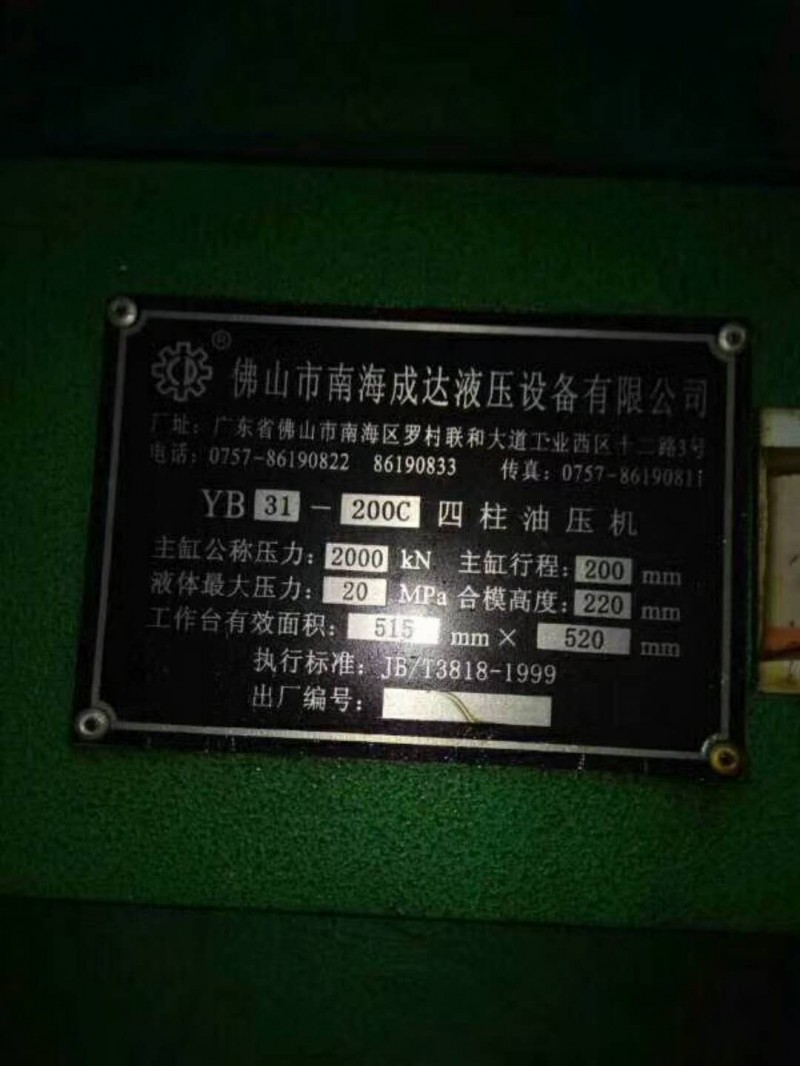 ®
佛山市南海成达液压设备有限公司
厂址：广东省佛山市南海区罗村联和大道工业西区十二路3号
电话：0757-86190822 86190833 传真：0757-86190811
YB 31 - 200C 四柱油压机
主缸公称压力：2000 kN 主缸行程：200 mm
液体最大压力：20 MPa 合模高度：220 mm
工作台有效面积：515 mm × 520 mm
执行标准：JB/T3818-1999
出厂编号：